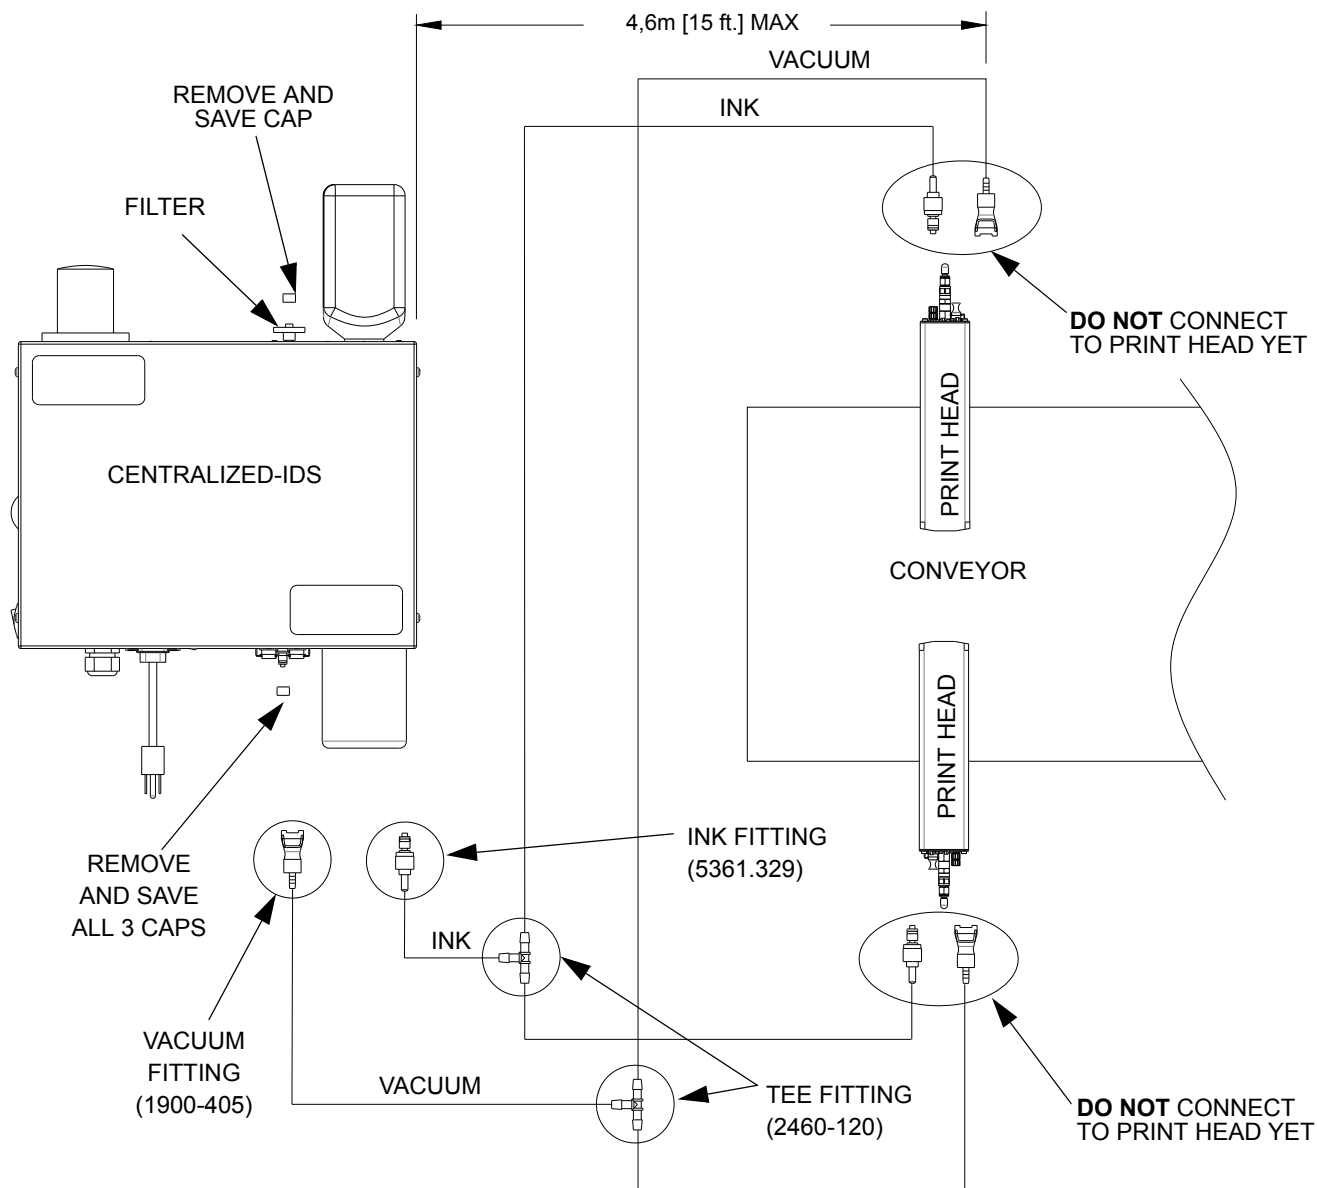 4,6m [15 ft.] MAX
VACUUM
INK
REMOVE AND
SAVE CAP
FILTER
DO NOT CONNECT
TO PRINT HEAD YET
PRINT HEAD
CENTRALIZED-IDS
CONVEYOR
PRINT HEAD
REMOVE
AND SAVE
ALL 3 CAPS
INK FITTING
(5361.329)
INK
VACUUM
FITTING
(1900-405)
VACUUM
TEE FITTING
(2460-120)
DO NOT CONNECT
TO PRINT HEAD YET